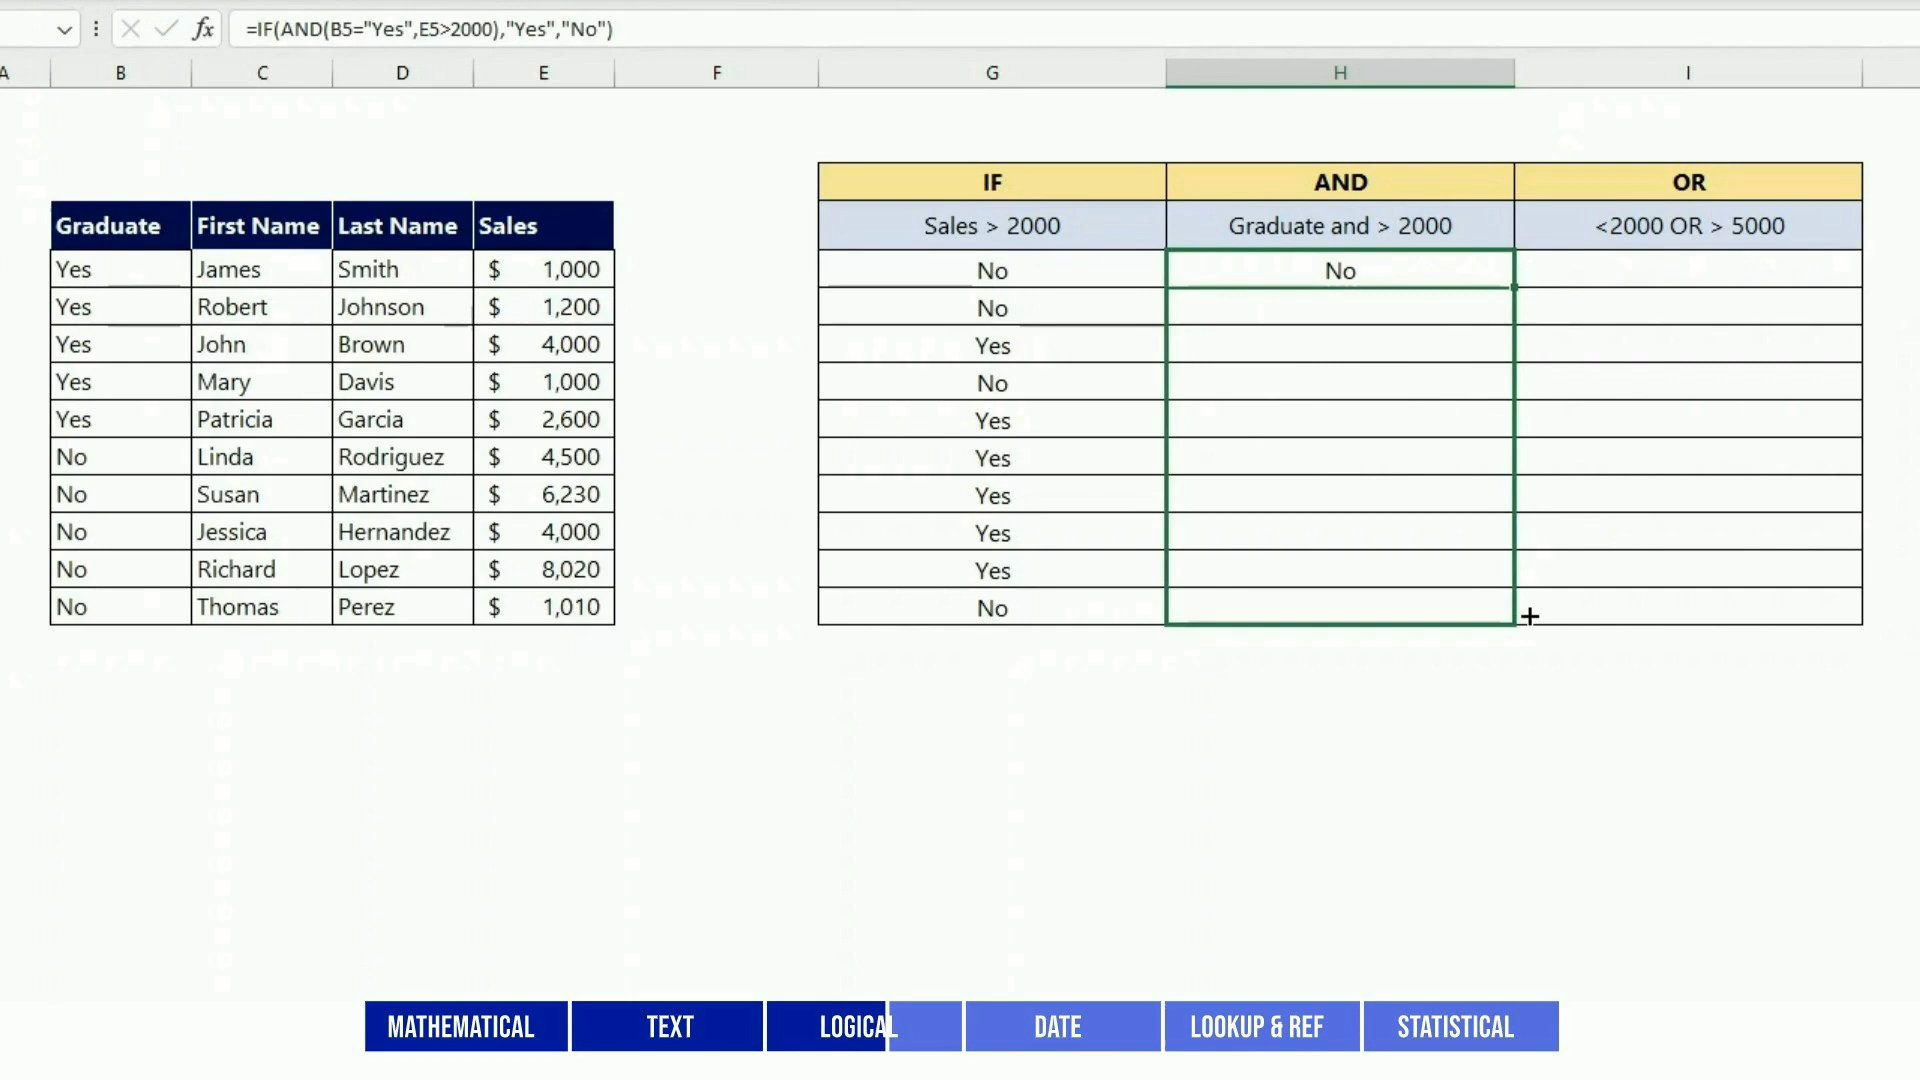 =IF(AND(B5="Yes",E5>2000),"Yes","No")
A B C D E F G H I
IF AND OR
Graduate First Name Last Name Sales Sales > 2000 Graduate and > 2000 <2000 OR > 5000
Yes James Smith $ 1,000 No No
Yes Robert Johnson $ 1,200 No
Yes John Brown $ 4,000 Yes
Yes Mary Davis $ 1,000 No
Yes Patricia Garcia $ 2,600 Yes
No Linda Rodriguez $ 4,500 Yes
No Susan Martinez $ 6,230 Yes
No Jessica Hernandez $ 4,000 Yes
No Richard Lopez $ 8,020 Yes
No Thomas Perez $ 1,010 No
MATHEMATICAL TEXT LOGICAL DATE LOOKUP & REF STATISTICAL